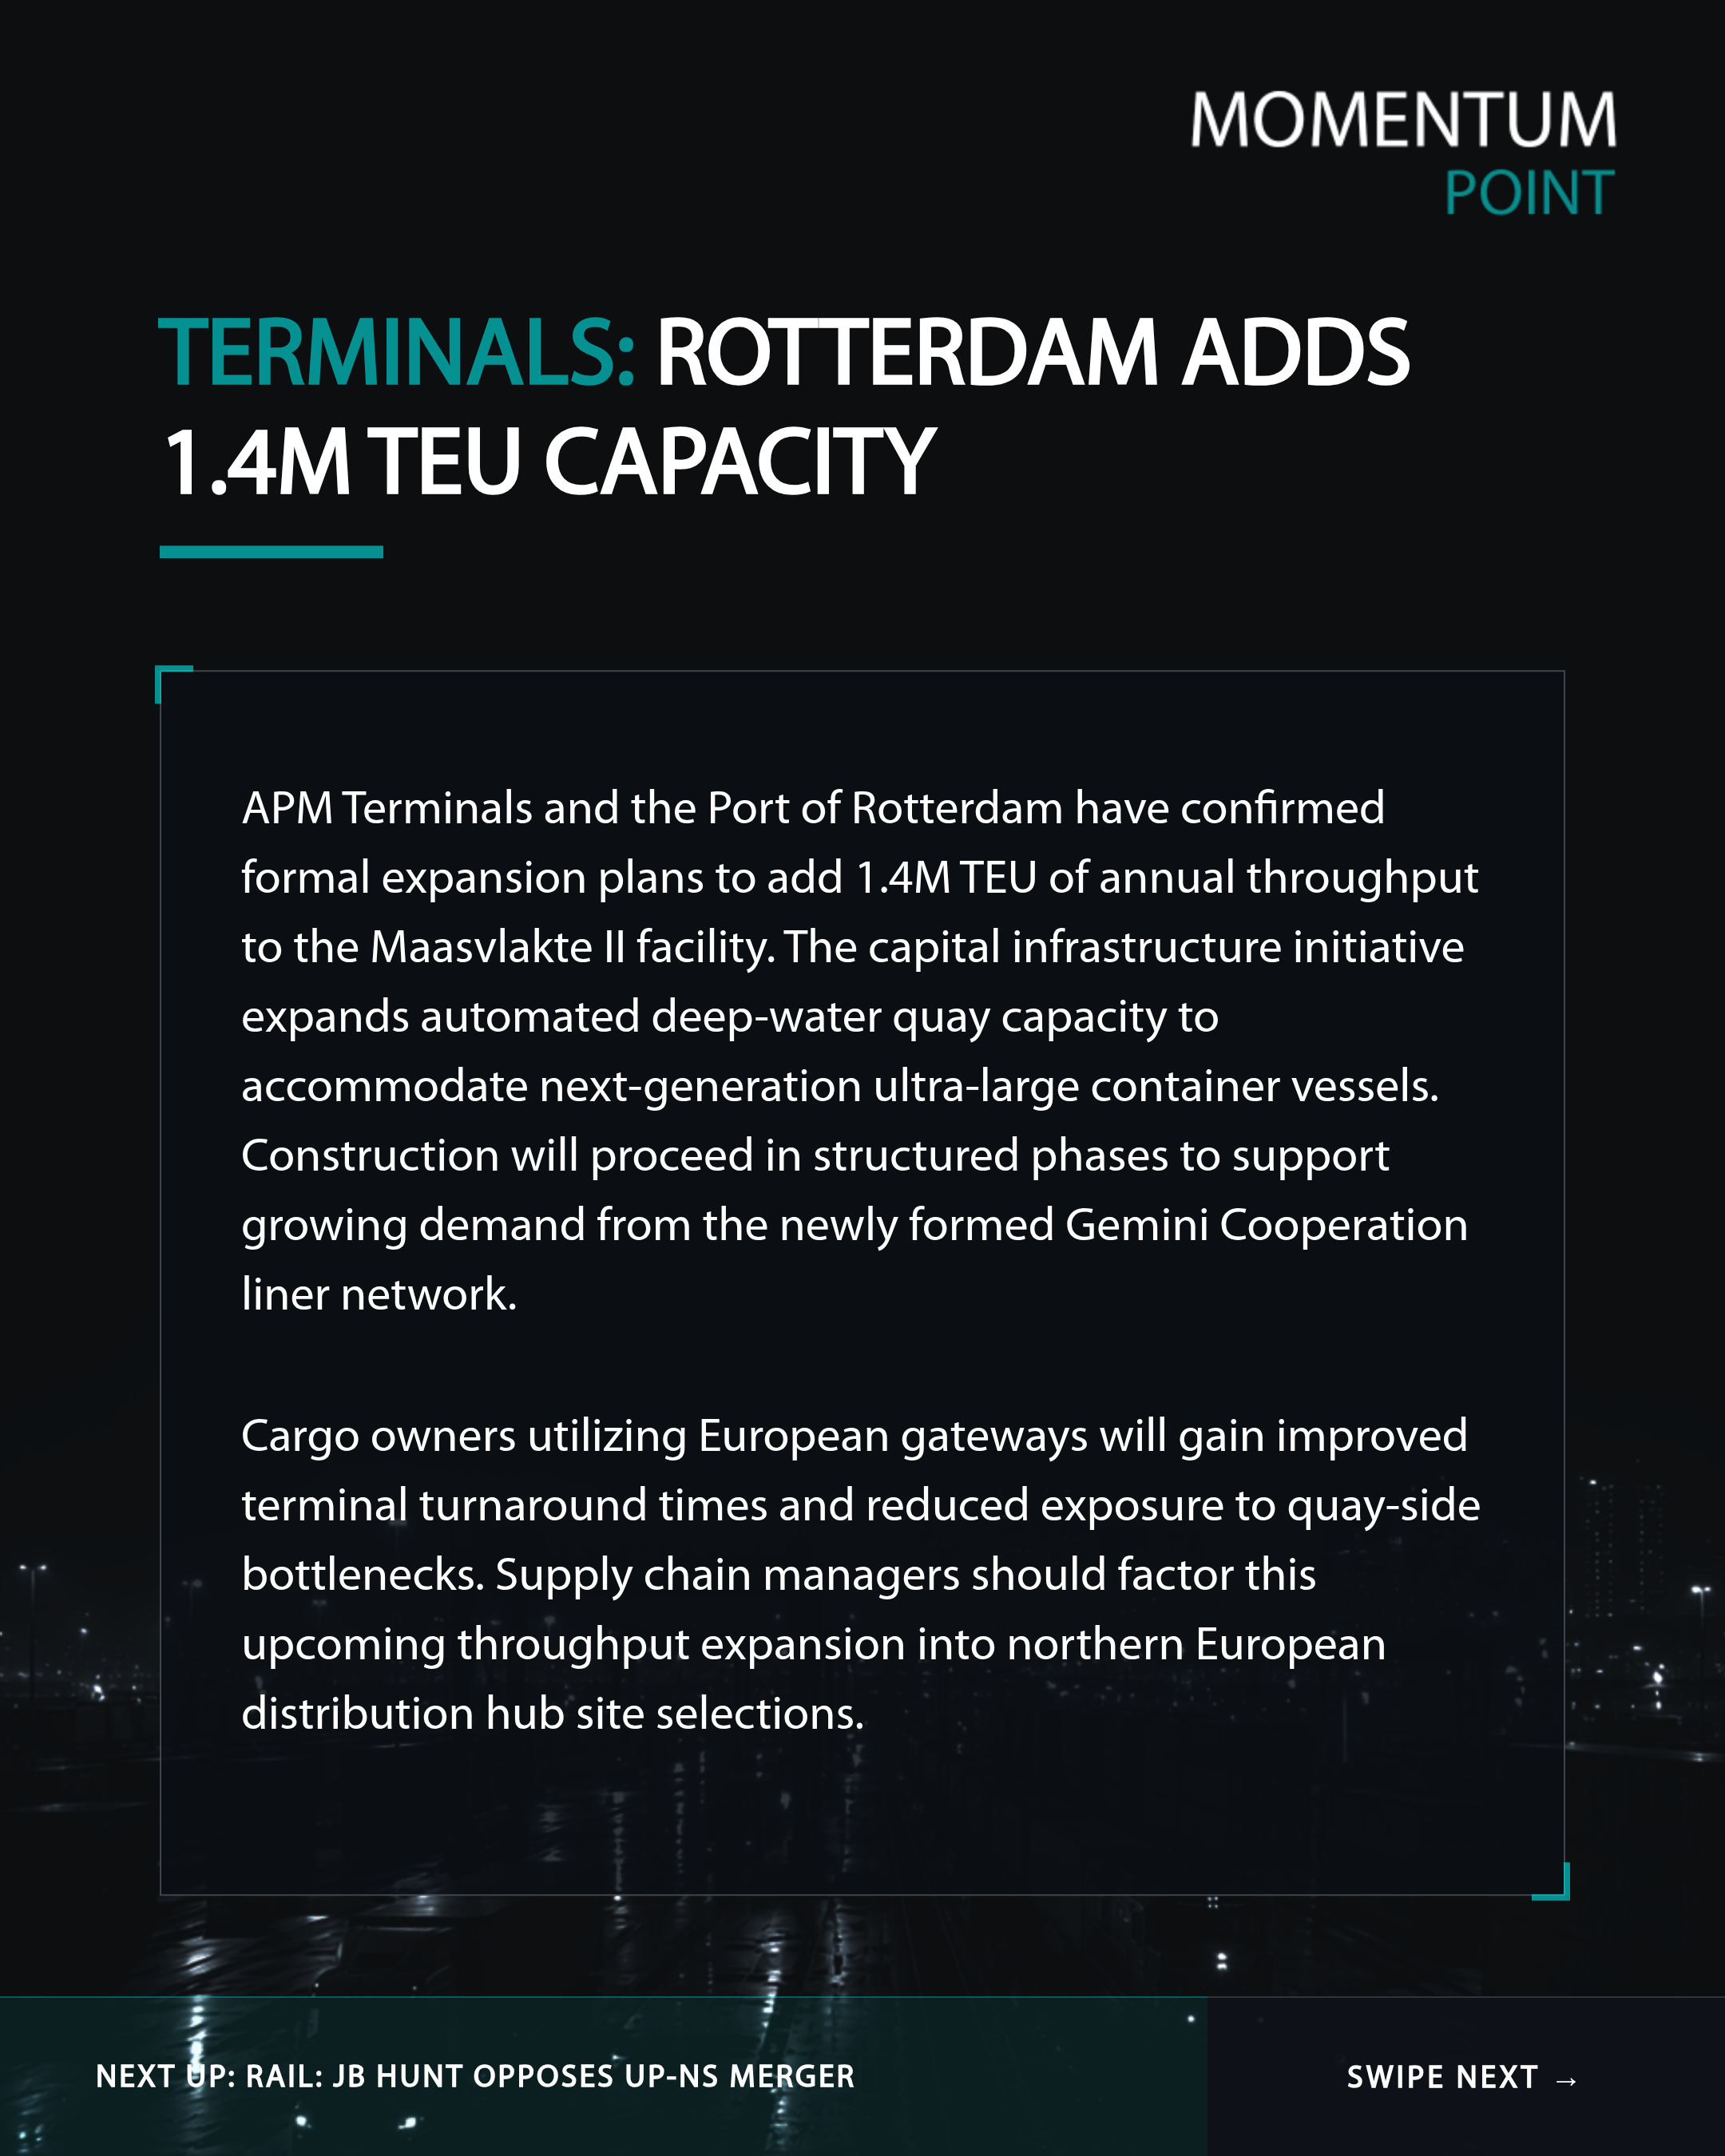 MOMENTUM
POINT
TERMINALS: ROTTERDAM ADDS
1.4M TEU CAPACITY
APM Terminals and the Port of Rotterdam have confirmed
formal expansion plans to add 1.4M TEU of annual throughput
to the Maasvlakte II facility. The capital infrastructure initiative
expands automated deep-water quay capacity to
accommodate next-generation ultra-large container vessels.
Construction will proceed in structured phases to support
growing demand from the newly formed Gemini Cooperation
liner network.
Cargo owners utilizing European gateways will gain improved
terminal turnaround times and reduced exposure to quay-side
bottlenecks. Supply chain managers should factor this
upcoming throughput expansion into northern European
distribution hub site selections.
NEXT UP: RAIL: JB HUNT OPPOSES UP-NS MERGER
SWIPE NEXT →